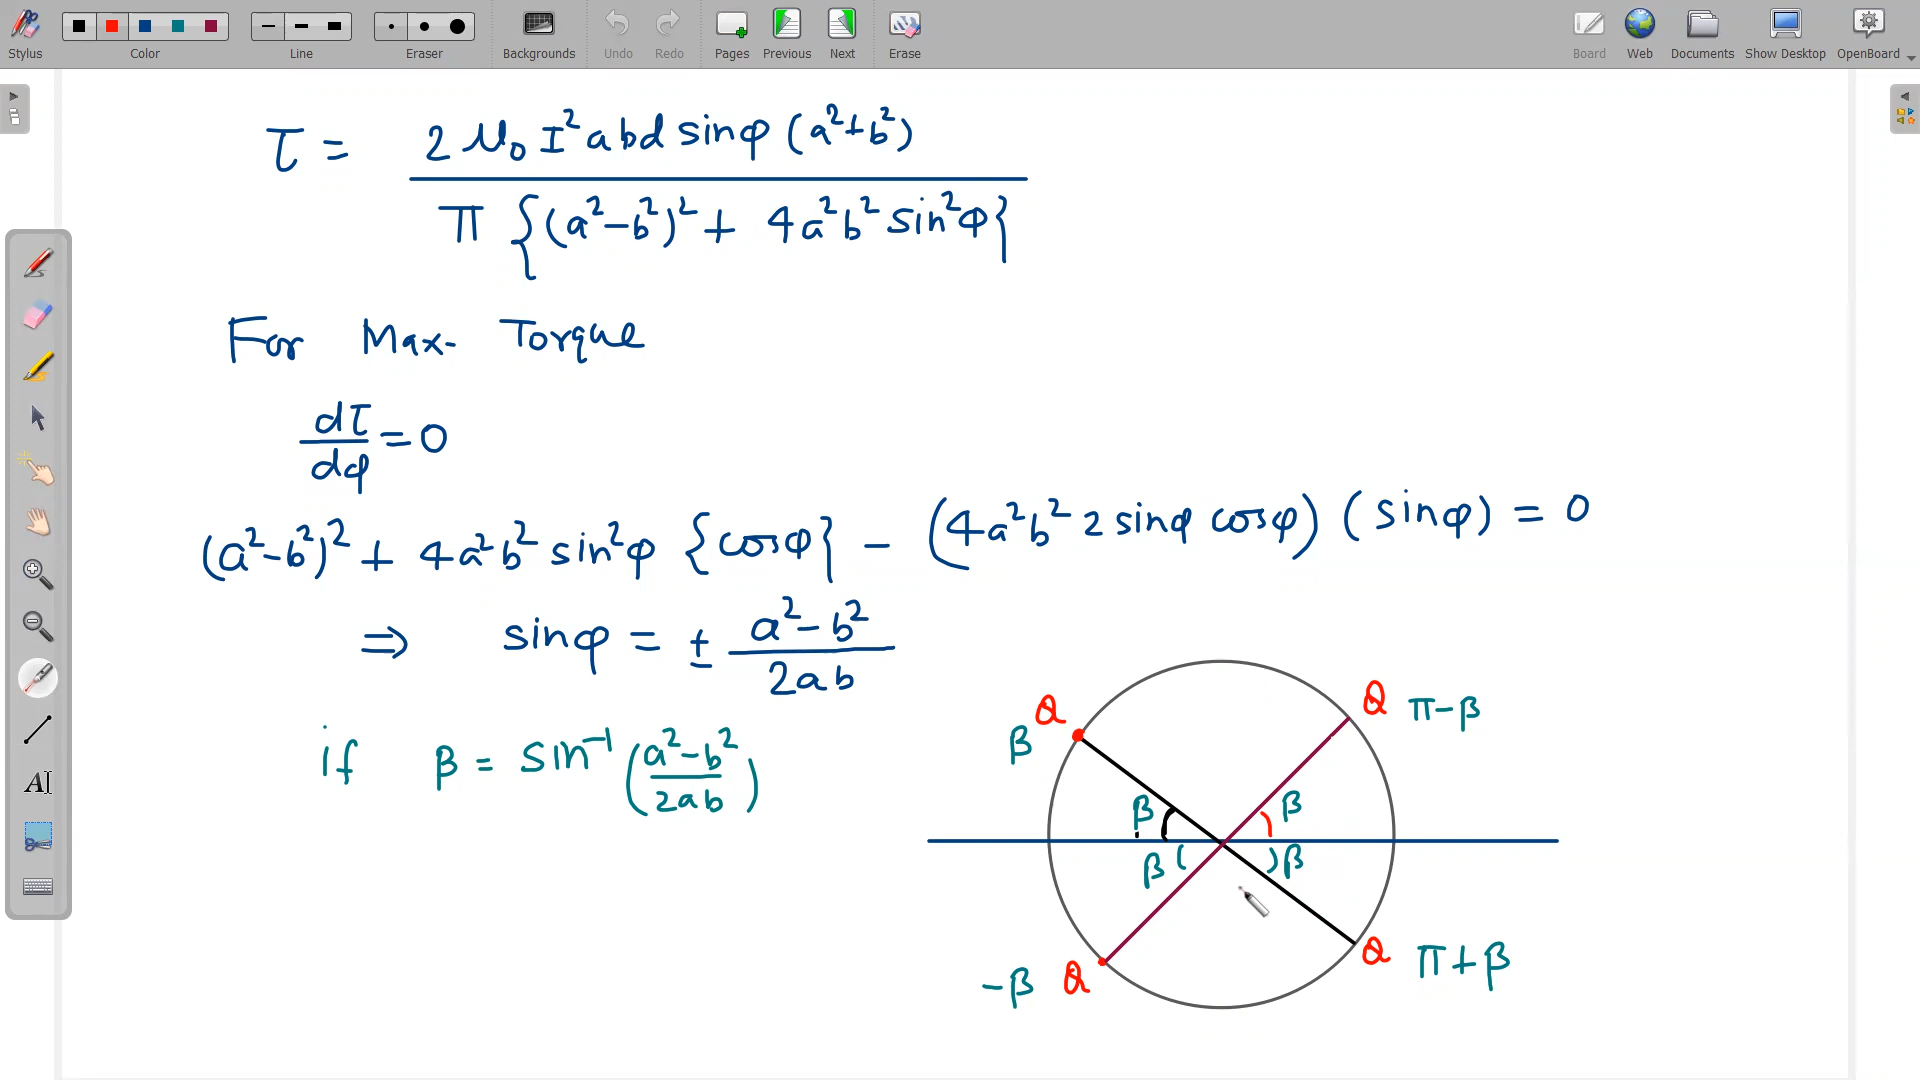 Stylus Color Line Eraser Backgrounds Undo Redo Pages Previous Next Erase Board Web Documents Show Desktop OpenBoard
τ = 2 μ₀ I² a b d sinφ (a²+b²) / π {(a²−b²)² + 4a²b² sin²φ}
For Max. Torque
dτ/dφ = 0
(a²−b²)² + 4a²b² sin²φ {cosφ} − (4a²b² 2 sinφ cosφ) (sinφ) = 0
⇒ sinφ = ± (a²−b²)/2ab
if β = sin⁻¹ ((a²−b²)/2ab)
Q Q π−β
β
β β
β β
−β Q Q π+β
A